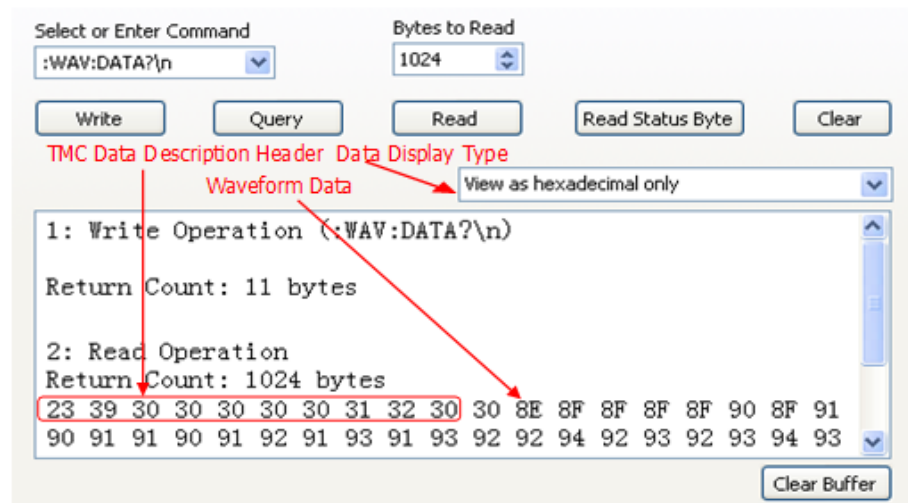 Select or Enter Command Bytes to Read
:WAV:DATA?\n 1024
Write Query Read Read Status Byte Clear
TMC Data Description Header Data Display Type
Waveform Data View as hexadecimal only
1: Write Operation (:WAV:DATA?\n)
Return Count: 11 bytes
2: Read Operation
Return Count: 1024 bytes
23 39 30 30 30 30 30 31 32 30 30 8E 8F 8F 8F 8F 90 8F 91
90 91 91 90 91 92 91 93 91 93 92 92 94 92 93 92 93 94 93
Clear Buffer